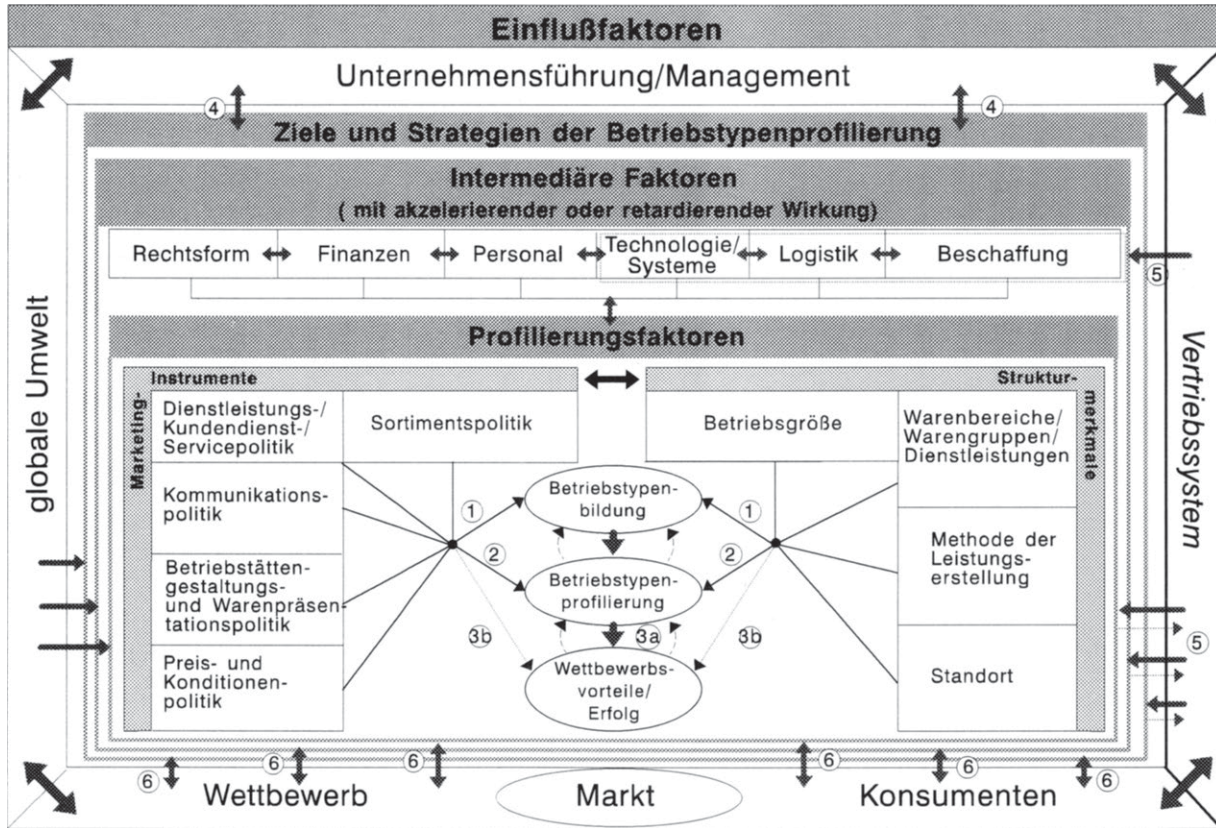 Einflußfaktoren
Unternehmensführung/Management
④ ④
Ziele und Strategien der Betriebstypenprofilierung
Intermediäre Faktoren
( mit akzelerierender oder retardierender Wirkung)
Rechtsform
Finanzen
Personal
Technologie/
Systeme
Logistik
Beschaffung
⑤
globale Umwelt
Vertriebssystem
Profilierungsfaktoren
Marketing-
Instrumente
Dienstleistungs-/
Kundendienst-/
Servicepolitik
Sortimentspolitik
Kommunikations-
politik
Betriebstätten-
gestaltungs-
und Warenpräsen-
tationspolitik
Preis- und
Konditionen-
politik
Struktur-
merkmale
Betriebsgröße
Warenbereiche/
Warengruppen/
Dienstleistungen
Methode der
Leistungs-
erstellung
Standort
Betriebstypen-
bildung
① ①
② ②
Betriebstypen-
profilierung
3b 3a 3b
Wettbewerbs-
vorteile/
Erfolg
⑤
⑥ ⑥ ⑥ ⑥ ⑥ ⑥
Wettbewerb
Markt
Konsumenten